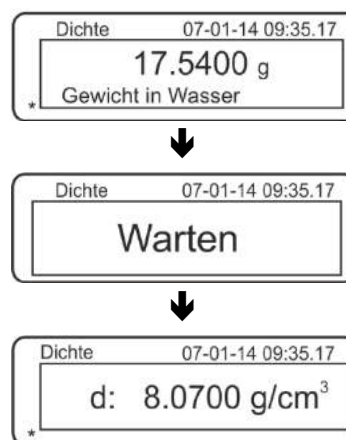 Dichte 07-01-14 09:35.17
17.5400 g
Gewicht in Wasser
*
Dichte 07-01-14 09:35.17
Warten
Dichte 07-01-14 09:35.17
d: 8.0700 g/cm³
*